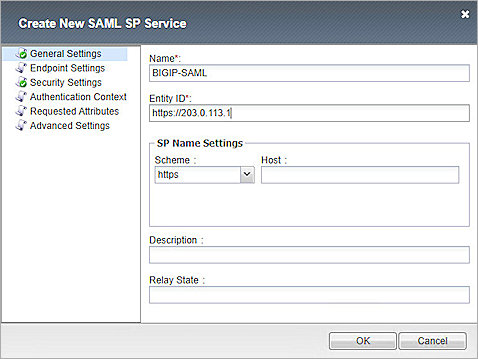 Create New SAML SP Service
General Settings
Endpoint Settings
Security Settings
Authentication Context
Requested Attributes
Advanced Settings
Name*:
BIGIP-SAML
Entity ID*:
https://203.0.113.1
SP Name Settings
Scheme :
Host :
https
Description :
Relay State :
OK
Cancel